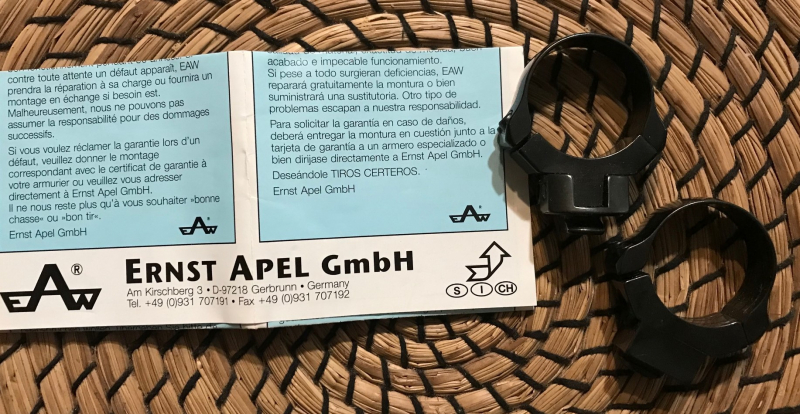 contre toute attente un défaut apparaît, EAW
prendra la réparation à sa charge ou fournira un
montage en échange si besoin est.
Malheureusement, nous ne pouvons pas
assumer la responsabilité pour des dommages
successifs.
Si vous voulez réclamer la garantie lors d'un
défaut, veuillez donner le montage
correspondant avec le certificat de garantie à
votre armurier ou veuillez vous adresser
directement à Ernst Apel GmbH.
Il ne nous reste plus qu'à vous souhaiter »bonne
chasse« ou »bon tir«.
Ernst Apel GmbH
EAW
acabado e impecable funcionamiento.
Si pese a todo surgieran deficiencias, EAW
reparará gratuitamente la montura o bien
suministrará una sustitutoria. Otro tipo de
problemas escapan a nuestra responsabilidad.
Para solicitar la garantía en caso de daños,
deberá entregar la montura en cuestión junto a la
tarjeta de garantía a un armero especializado o
bien dirijase directamente a Ernst Apel GmbH.
Deseándole TIROS CERTEROS.
Ernst Apel GmbH
EAW
EAW®
ERNST APEL GmbH
Am Kirschberg 3 • D-97218 Gerbrunn • Germany
Tel. +49 (0)931 707191 • Fax +49 (0)931 707192
S I CH